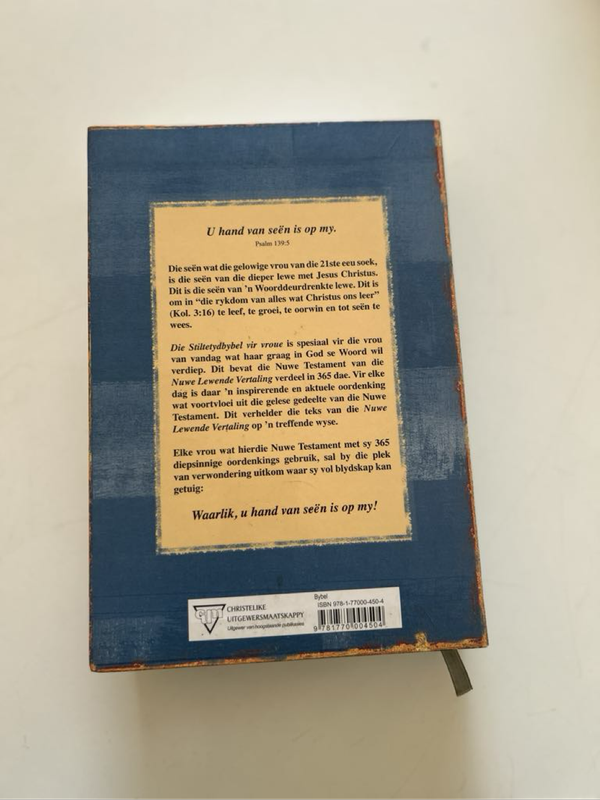 U hand van seën is op my.
Psalm 139:5
Die seën wat die gelowige vrou van die 21ste eeu soek,
is die seën van die dieper lewe met Jesus Christus.
Dit is die seën van 'n Woorddeurdrenkte lewe. Dit is
om in “die rykdom van alles wat Christus ons leer”
(Kol. 3:16) te leef, te groei, te oorwin en tot seën te
wees.
Die Stiltetydbybel vir vroue is spesiaal vir die vrou
van vandag wat haar graag in God se Woord wil
verdiep. Dit bevat die Nuwe Testament van die
Nuwe Lewende Vertaling verdeel in 365 dae. Vir elke
dag is daar 'n inspirerende en aktuele oordenking
wat voortvloei uit die gelese gedeelte van die Nuwe
Testament. Dit verhelder die teks van die Nuwe
Lewende Vertaling op 'n treffende wyse.
Elke vrou wat hierdie Nuwe Testament met sy 365
diepsinnige oordenkings gebruik, sal by die plek
van verwondering uitkom waar sy vol blydskap kan
getuig:
Waarlik, u hand van seën is op my!
CHRISTELIKE
UITGEWERSMAATSKAPPY
Uitgewer van hoogstaande publikasies
Bybel
ISBN 978-1-77000-450-4
9 781770 004504